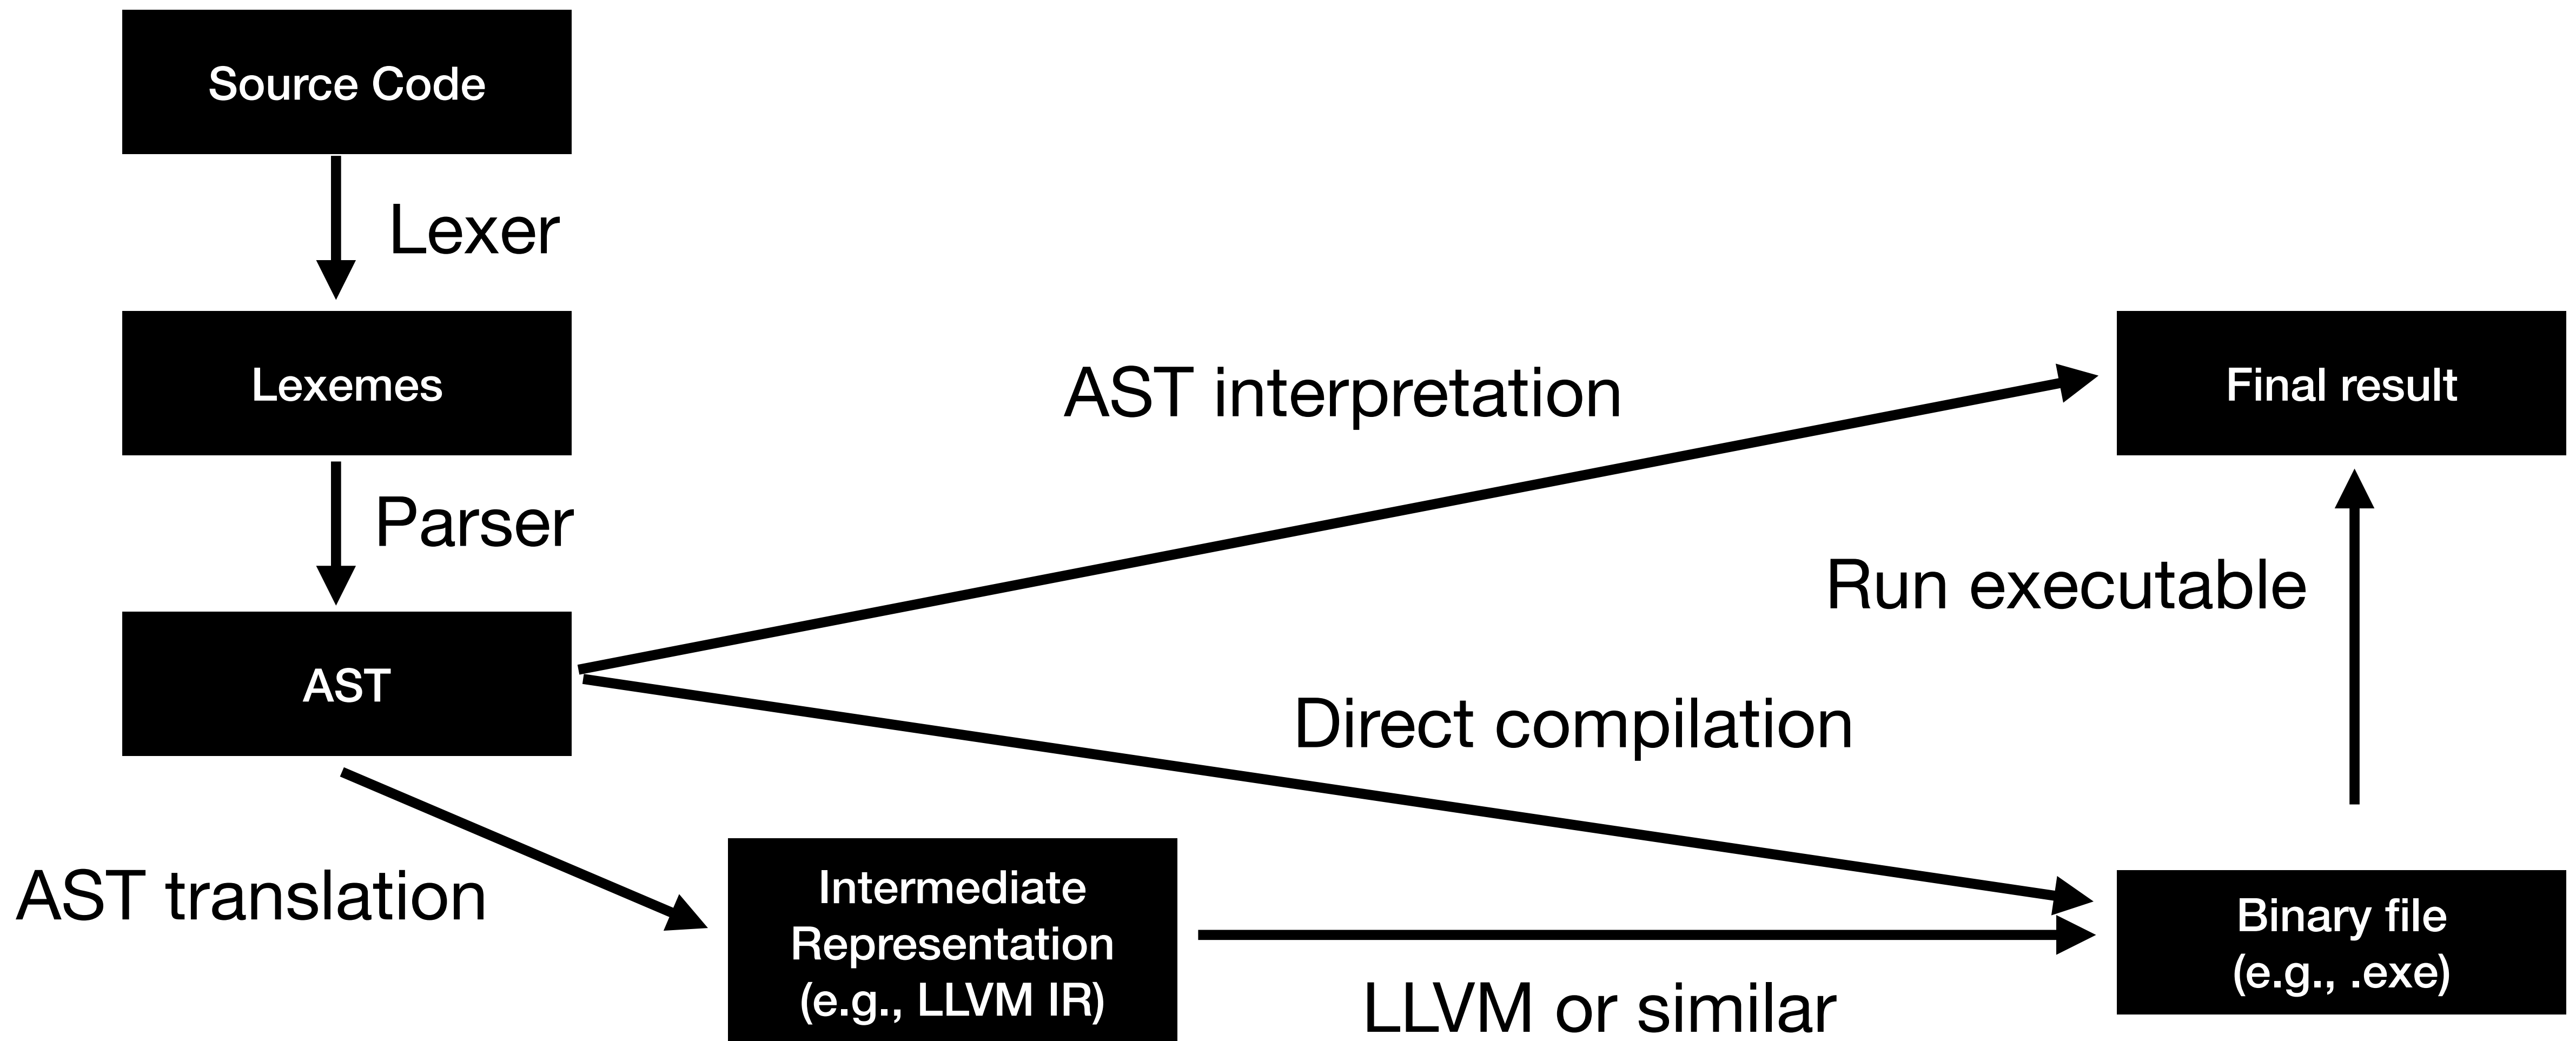 Source Code
Lexer
Lexemes
AST interpretation
Final result
Parser
Run executable
AST
Direct compilation
AST translation
Intermediate
Representation
(e.g., LLVM IR)
LLVM or similar
Binary file
(e.g., .exe)